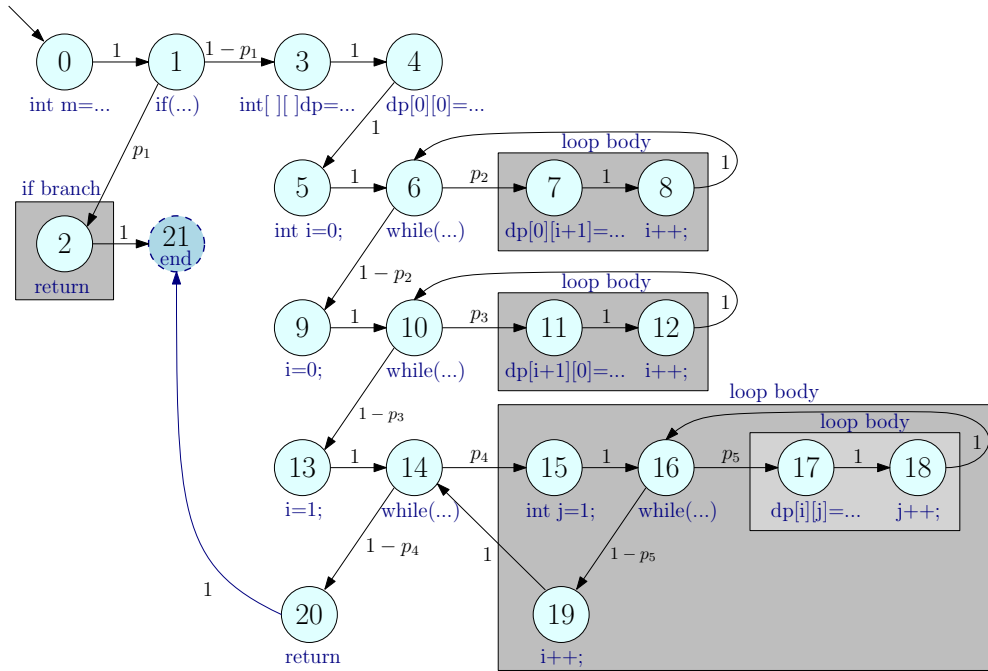 1 1 − p₁ 1
0 1 3 4
int m=... if(...) int[ ][ ]dp=... dp[0][0]=...
1
p₁
loop body
if branch
1 p₂ 1 1
5 6 7 8
int i=0; while(...) dp[0][i+1]=... i++;
2 1 21
end
return
1 − p₂
loop body
1 p₃ 1 1
9 10 11 12
i=0; while(...) dp[i+1][0]=... i++;
loop body
1 − p₃
loop body
1 p₄ 1 p₅ 1 1
13 14 15 16 17 18
i=1; while(...) int j=1; while(...) dp[i][j]=... j++;
1 − p₄ 1 1 − p₅
1
20 19
return i++;